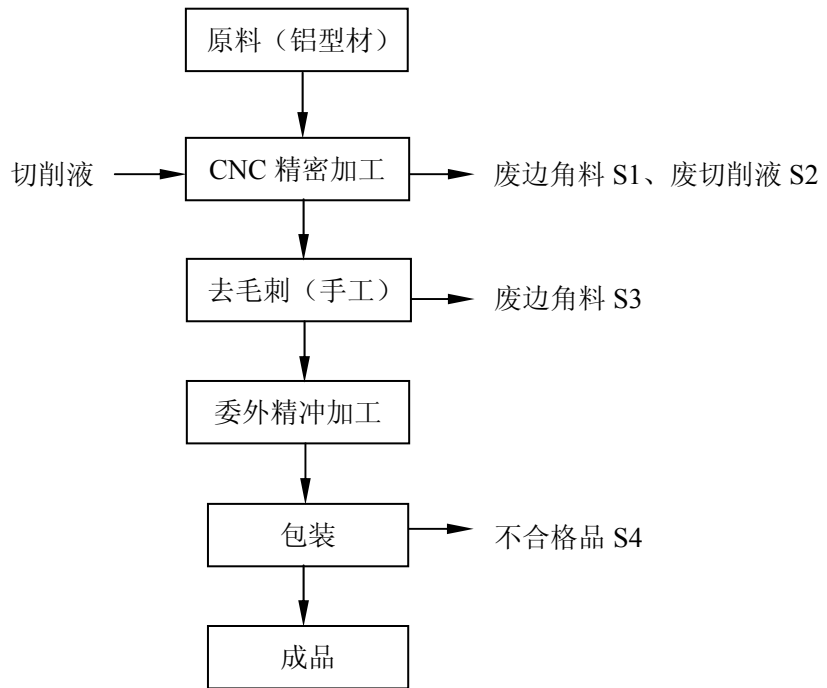 原料（铝型材）
切削液
CNC 精密加工
废边角料 S1、废切削液 S2
去毛刺（手工）
废边角料 S3
委外精冲加工
包装
不合格品 S4
成品